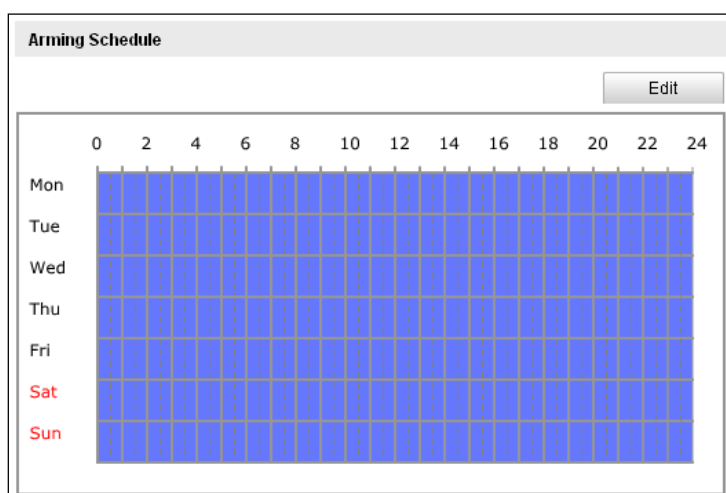 Arming Schedule
Edit
0 2 4 6 8 10 12 14 16 18 20 22 24
Mon
Tue
Wed
Thu
Fri
Sat
Sun